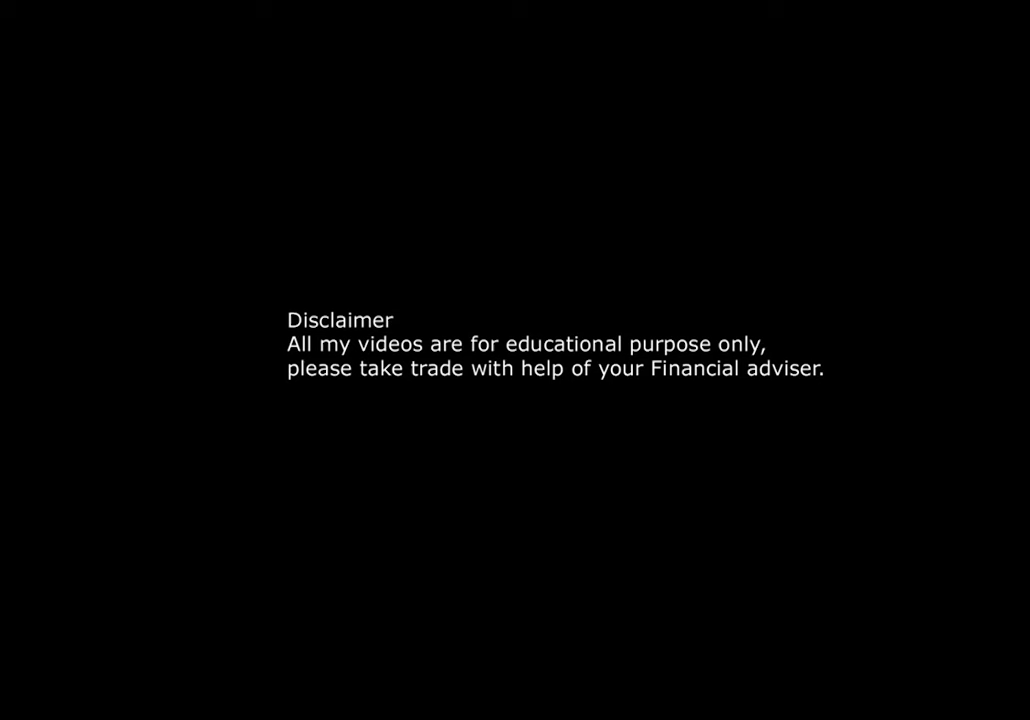 Disclaimer
All my videos are for educational purpose only,
please take trade with help of your Financial adviser.